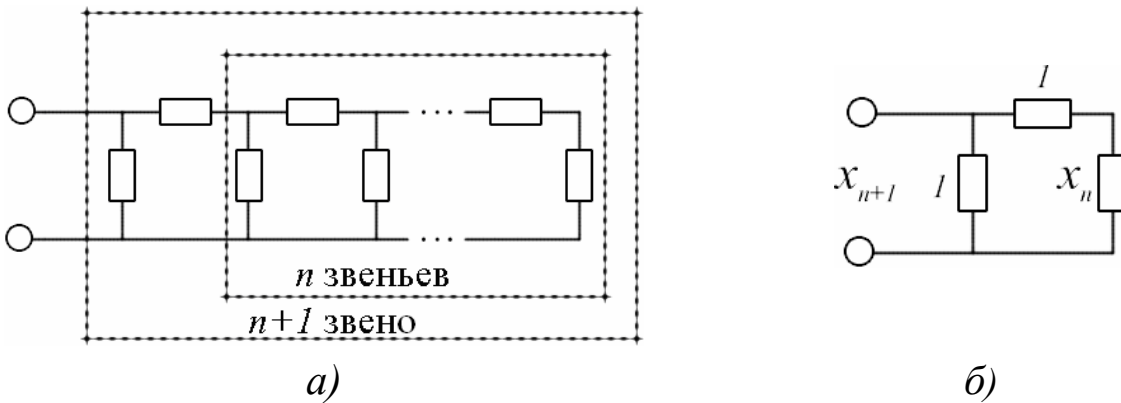 . . .
. . .
n звеньев
n+1 звено
а)
1
x_{n+1} 1 x_n
б)